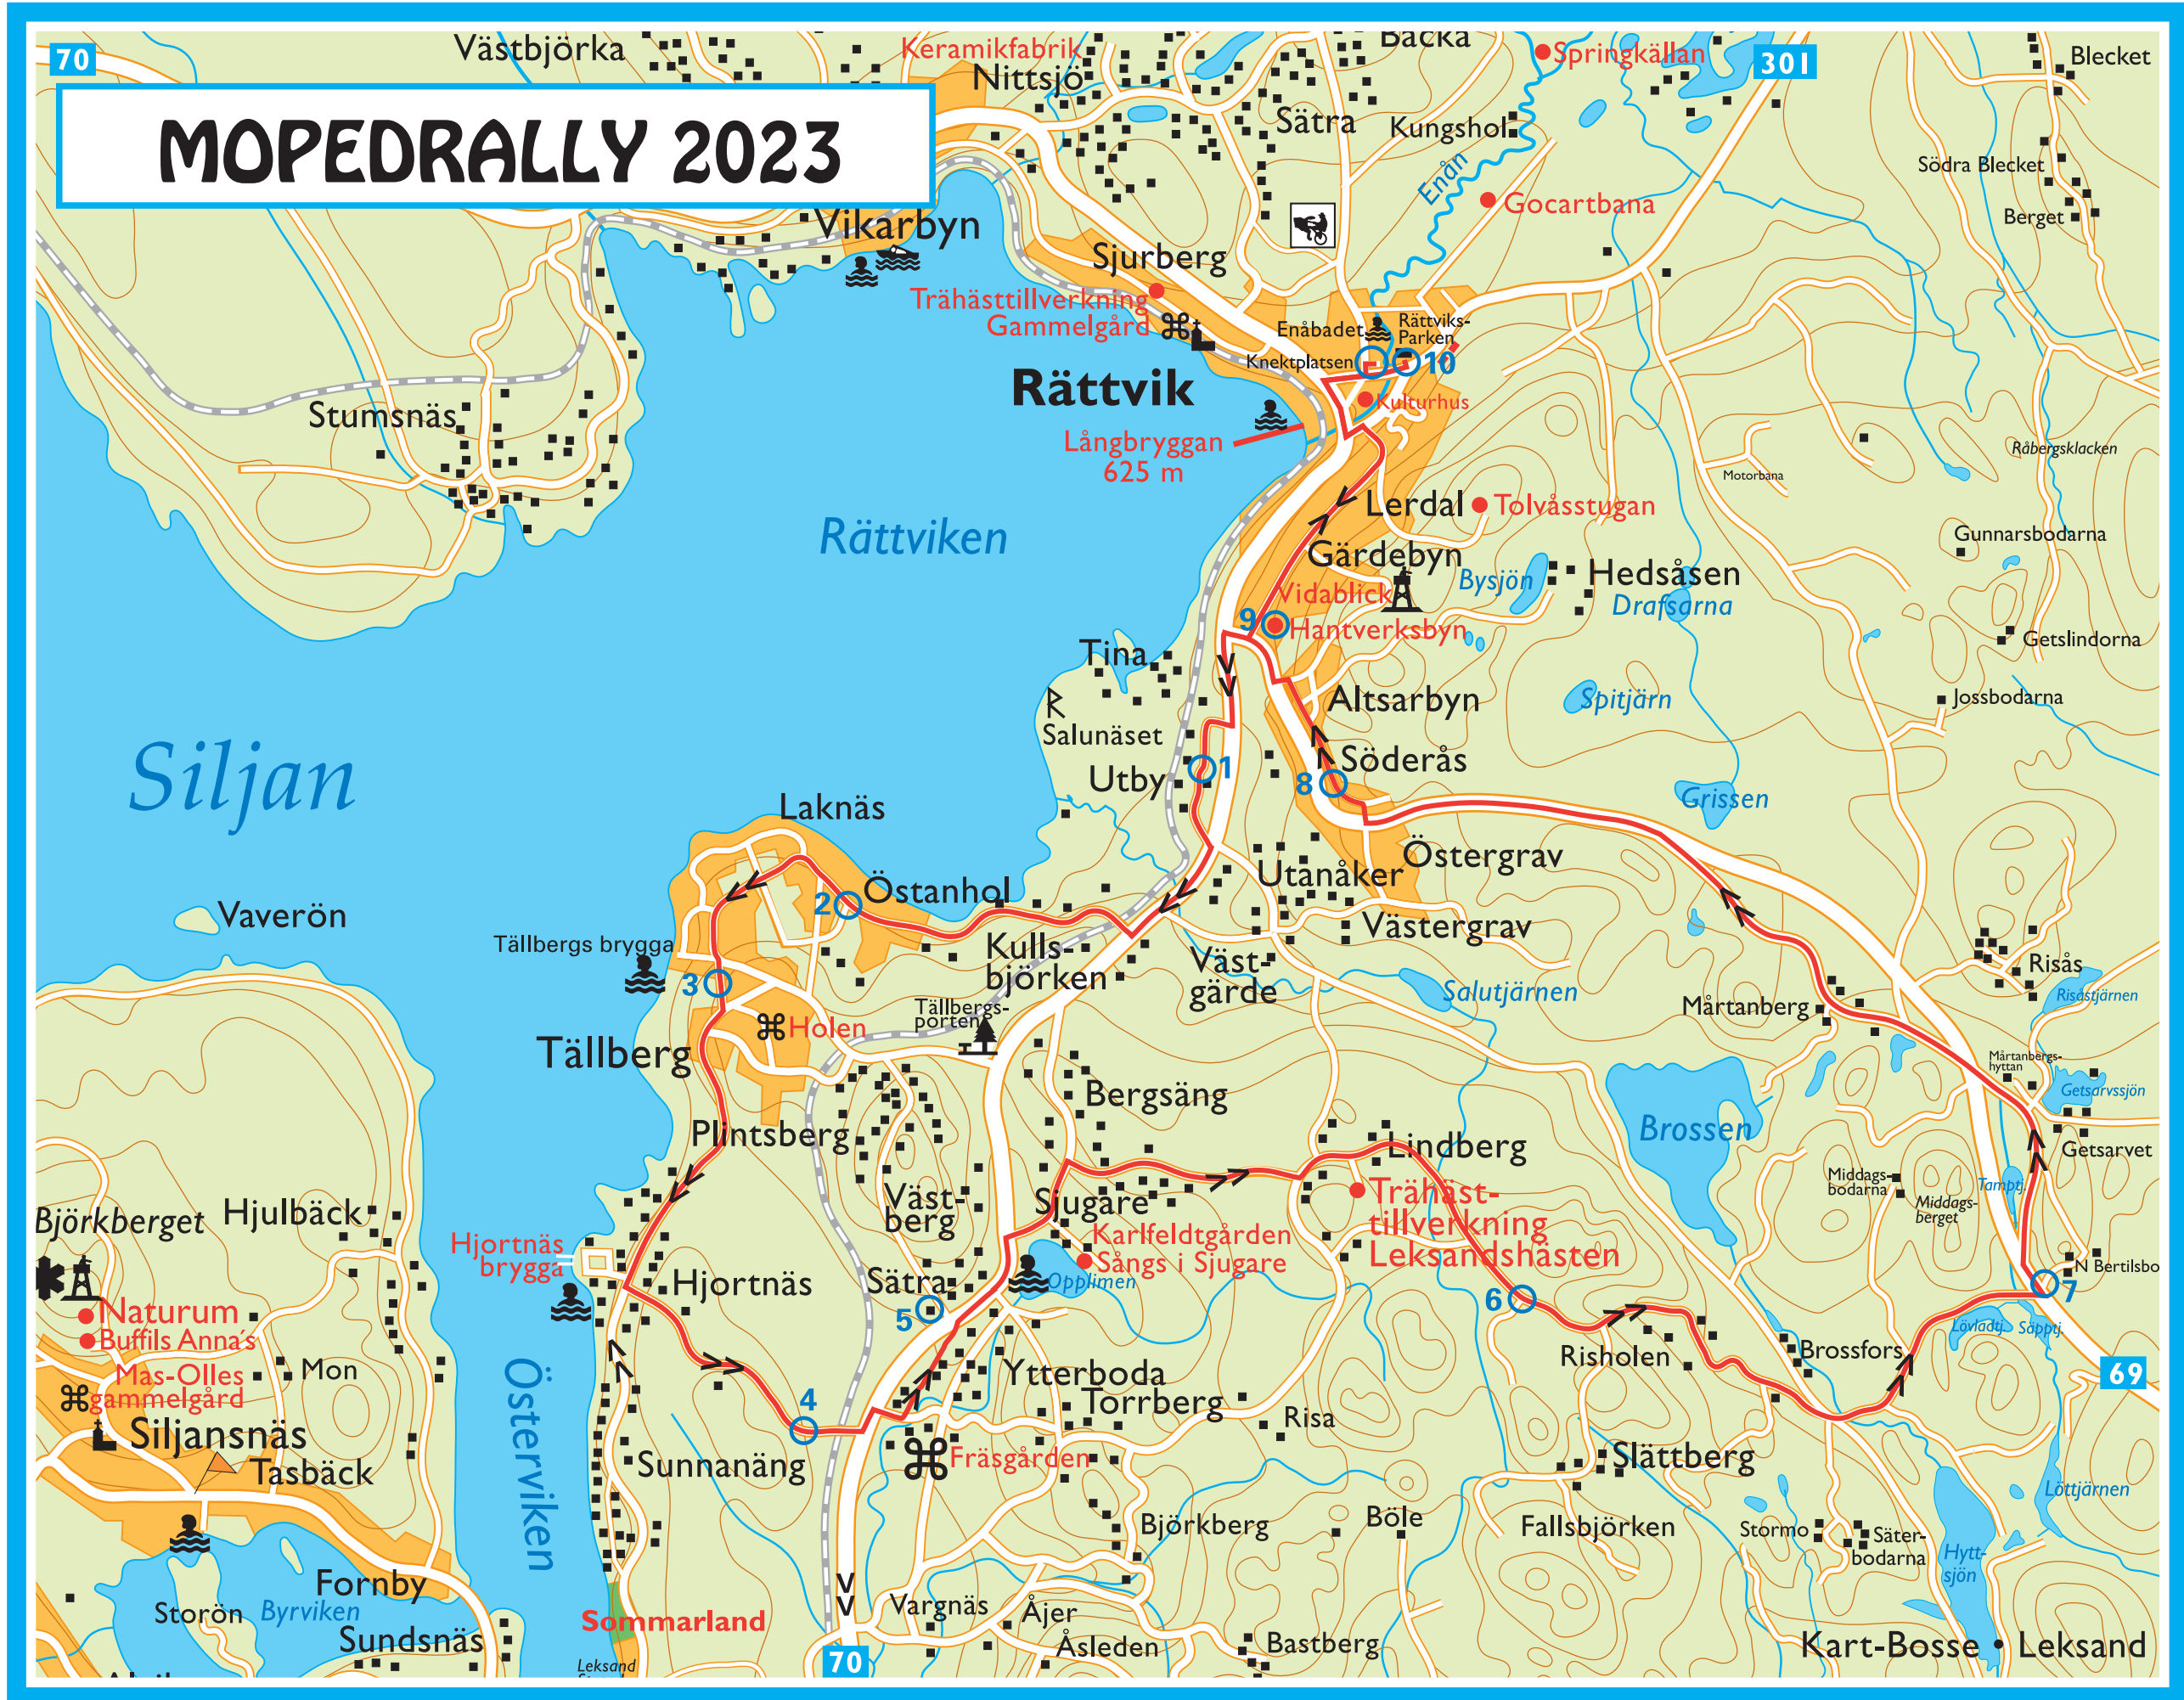 70
Västbjörka
Keramikfabrik
Nittsjö
Backa
Springkällan
301
Blecket
MOPEDRALLY 2023
Sätra
Kungshol
Enån
Södra Blecket
Berget
Gocartbana
Vikarbyn
Sjurberg
Trähästtillverkning
Gammelgård
Enåbadet
Rättviks-
Parken
Knektplatsen
10
Rättvik
Kulturhus
Stumsnäs
Långbryggan
625 m
Råbergsklacken
Motorbana
Lerdal
Tolvåsstugan
Rättviken
Gärdebyn
Gunnarsbodarna
Bysjön
Hedsåsen
Drafsarna
Vidablick
9
Hantverksbyn
Getslindorna
Tina
Altsarbyn
Spitjärn
Jossbodarna
Salunäset
Siljan
Utby
1
Söderås
8
Grissen
Laknäs
Östergrav
Utanåker
Östanhol
2
Vaverön
Västergrav
Tällbergs brygga
Kulls-
björken
Väst-
gärde
3
Salutjärnen
Risås
Risåstjärnen
Mårtanberg
Tällbergs-
porten
Holen
Tällberg
Mårtanbergs-
hyttan
Getsarvssjön
Bergsäng
Brossen
Plintsberg
Lindberg
Getsarvet
Middags-
bodarna
Tamptj.
Middags-
berget
Väst-
berg
Sjugare
Trähäst-
tillverkning
Leksandshästen
Björkberget
Hjulbäck
Karlfeldtgården
Sångs i Sjugare
Hjortnäs
brygga
Opplimen
N Bertilsbo
Hjortnäs
Sätra
5
6
7
Naturum
Buffils Anna's
Lövladtj.
Säpptj.
Mas-Olles
gammelgård
Mon
Risholen
Brossfors
69
Ytterboda
Torrberg
4
Risa
Siljansnäs
Tasbäck
Österviken
Sunnanäng
Fräsgården
Slättberg
Löttjärnen
Björkberg
Böle
Fallsbjörken
Stormo
Säter-
bodarna
Hytt-
sjön
Fornby
Storön
Byrviken
Sundsnäs
Sommarland
Vargnäs
Åjer
Åsleden
Bastberg
Kart-Bosse • Leksand
70
Leksand